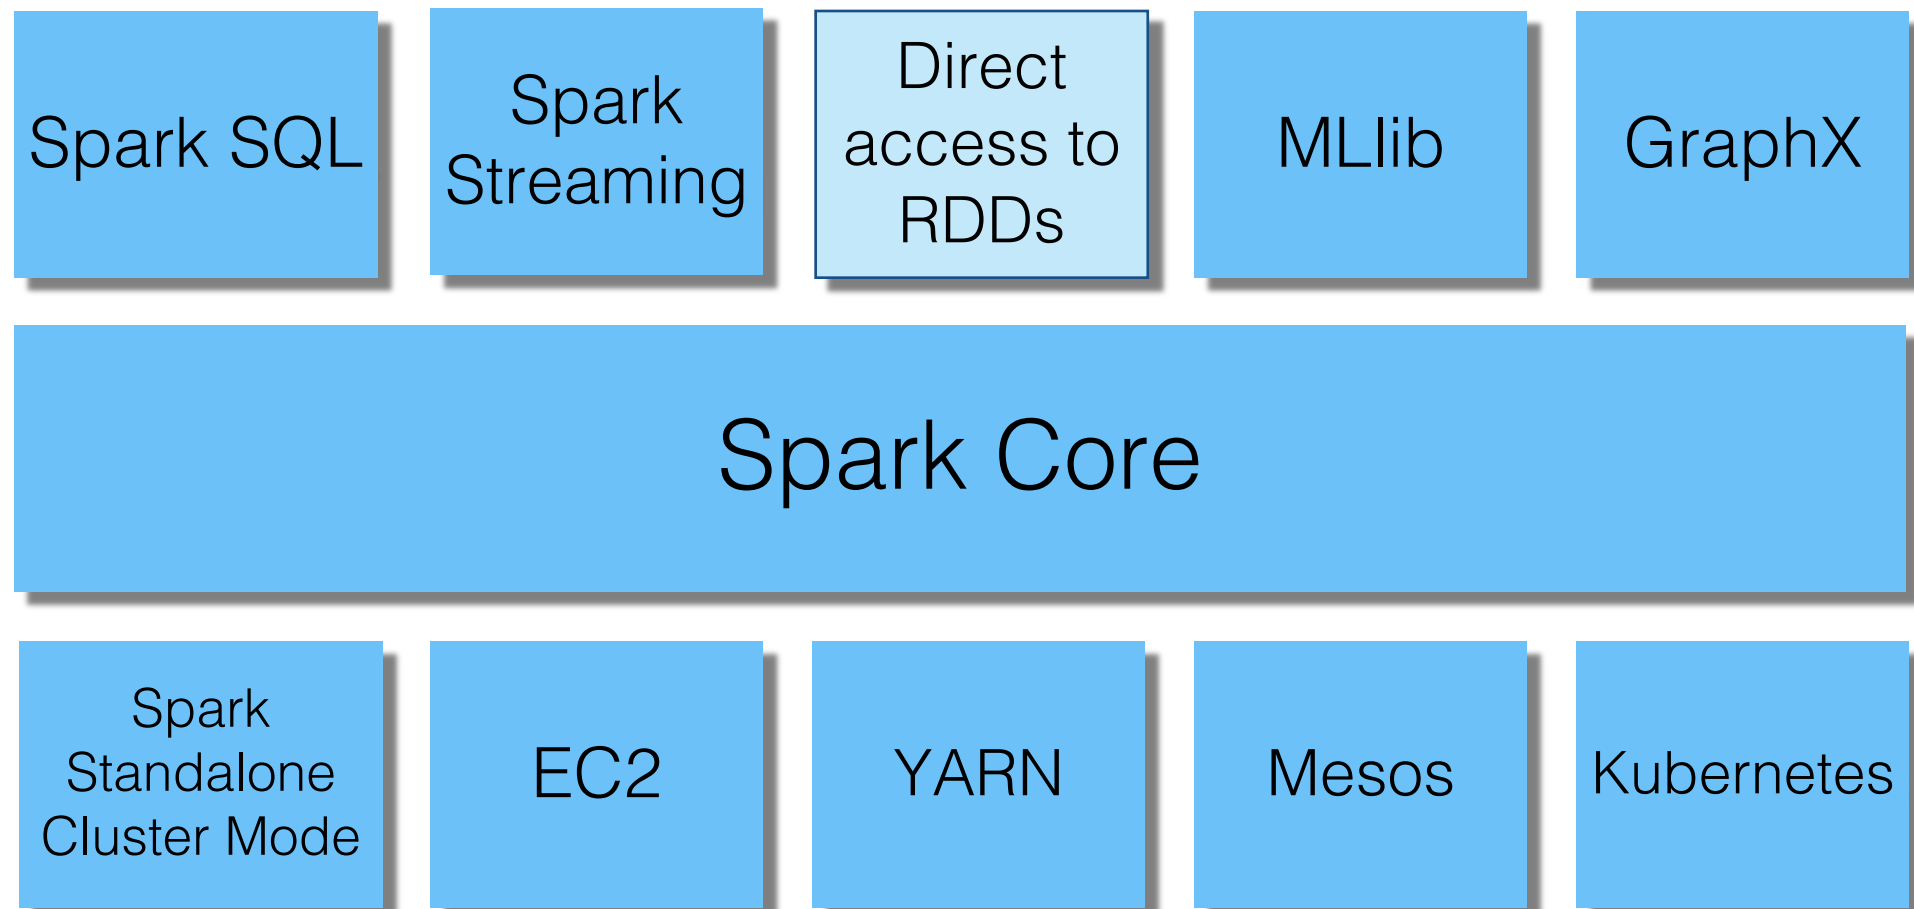 Spark SQL
Spark
Streaming
Direct
access to
RDDs
MLlib
GraphX
Spark Core
Spark
Standalone
Cluster Mode
EC2
YARN
Mesos
Kubernetes